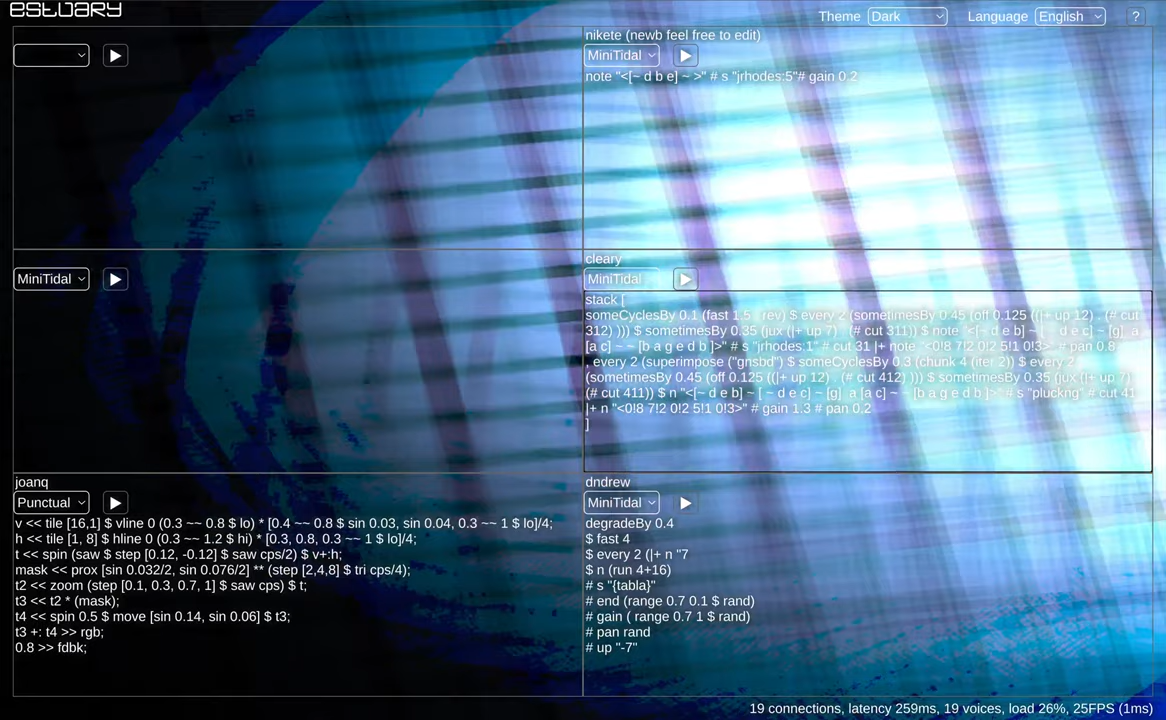 estuary
Theme Dark Language English ?
nikete (newb feel free to edit)
MiniTidal
note "<[~ d b e] ~ >" # s "jrhodes:5"# gain 0.2
MiniTidal
cleary
MiniTidal
stack [
someCyclesBy 0.1 (fast 1.5 . rev) $ every 2 (sometimesBy 0.45 (off 0.125 ((|+ up 12) . (# cut
312) ))) $ sometimesBy 0.35 (jux (|+ up 7) . (# cut 311)) $ note "<[~ d e b] ~ [ ~ d e c] ~ [g] a
[a c] ~ ~ [b a g e d b ]>" # s "jrhodes:1" # cut 31 |+ note "<0!8 7!2 0!2 5!1 0!3>" # pan 0.8
, every 2 (superimpose ("gnsbd") $ someCyclesBy 0.3 (chunk 4 (iter 2)) $ every 2
(sometimesBy 0.45 (off 0.125 ((|+ up 12) . (# cut 412) ))) $ sometimesBy 0.35 (jux (|+ up 7)
(# cut 411)) $ n "<[~ d e b] ~ [ ~ d e c] ~ [g] a [a c] ~ ~ [b a g e d b ]>" # s "pluckng" # cut 41
|+ n "<0!8 7!2 0!2 5!1 0!3>" # gain 1.3 # pan 0.2
]
joanq
Punctual
v << tile [16,1] $ vline 0 (0.3 ~~ 0.8 $ lo) * [0.4 ~~ 0.8 $ sin 0.03, sin 0.04, 0.3 ~~ 1 $ lo]/4;
h << tile [1, 8] $ hline 0 (0.3 ~~ 1.2 $ hi) * [0.3, 0.8, 0.3 ~~ 1 $ lo]/4;
t << spin (saw $ step [0.12, -0.12] $ saw cps/2) $ v+:h;
mask << prox [sin 0.032/2, sin 0.076/2] ** (step [2,4,8] $ tri cps/4);
t2 << zoom (step [0.1, 0.3, 0.7, 1] $ saw cps) $ t;
t3 << t2 * (mask);
t4 << spin 0.5 $ move [sin 0.14, sin 0.06] $ t3;
t3 +: t4 >> rgb;
0.8 >> fdbk;
dndrew
MiniTidal
degradeBy 0.4
$ fast 4
$ every 2 (|+ n "7
$ n (run 4+16)
# s "{tabla}"
# end (range 0.7 0.1 $ rand)
# gain ( range 0.7 1 $ rand)
# pan rand
# up "-7"
19 connections, latency 259ms, 19 voices, load 26%, 25FPS (1ms)